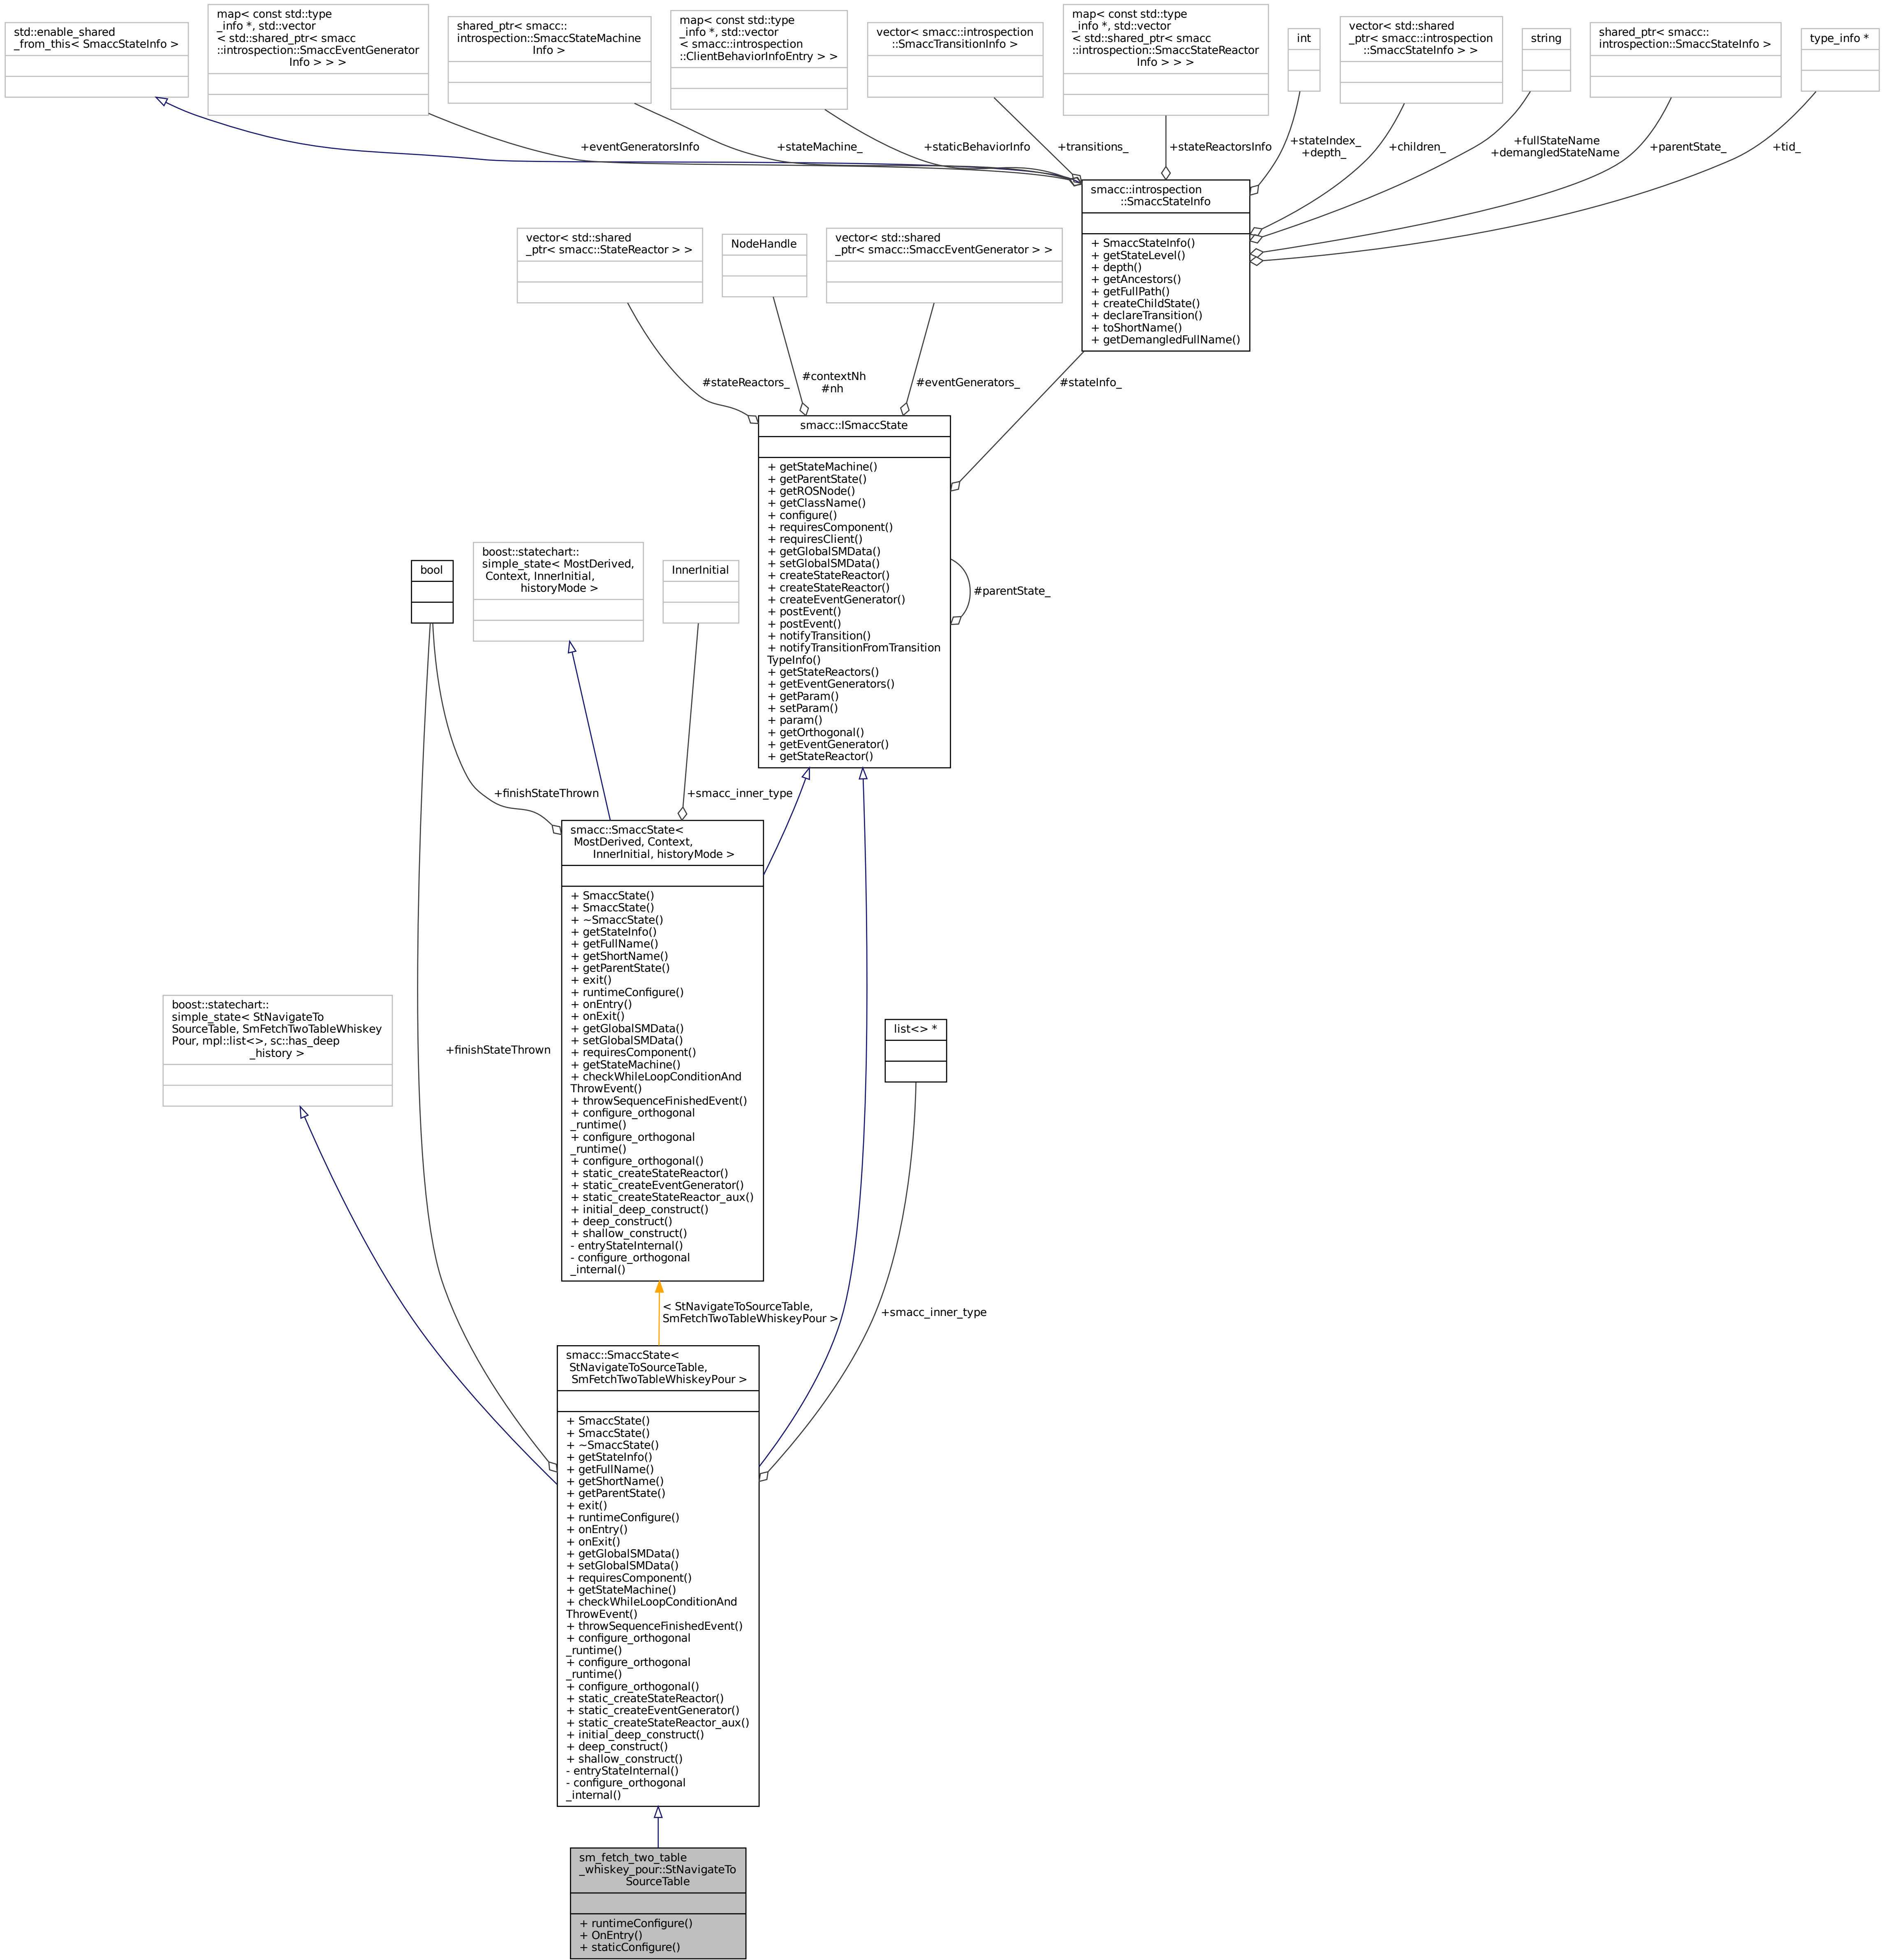 std::enable_shared
_from_this< SmaccStateInfo >
map< const std::type
_info *, std::vector
< std::shared_ptr< smacc
::introspection::SmaccEventGenerator
Info > > >
shared_ptr< smacc::
introspection::SmaccStateMachine
Info >
map< const std::type
_info *, std::vector
< smacc::introspection
::ClientBehaviorInfoEntry > >
vector< smacc::introspection
::SmaccTransitionInfo >
map< const std::type
_info *, std::vector
< std::shared_ptr< smacc
::introspection::SmaccStateReactor
Info > > >
int
vector< std::shared
_ptr< smacc::introspection
::SmaccStateInfo > >
string
shared_ptr< smacc::
introspection::SmaccStateInfo >
type_info *
+eventGeneratorsInfo
+stateMachine_
+staticBehaviorInfo
+transitions_
+stateReactorsInfo
+stateIndex_
+depth_
+children_
+fullStateName
+demangledStateName
+parentState_
+tid_
smacc::introspection
::SmaccStateInfo
+ SmaccStateInfo()
+ getStateLevel()
+ depth()
+ getAncestors()
+ getFullPath()
+ createChildState()
+ declareTransition()
+ toShortName()
+ getDemangledFullName()
vector< std::shared
_ptr< smacc::StateReactor > >
NodeHandle
vector< std::shared
_ptr< smacc::SmaccEventGenerator > >
#stateReactors_
#contextNh
#nh
#eventGenerators_
#stateInfo_
smacc::ISmaccState
+ getStateMachine()
+ getParentState()
+ getROSNode()
+ getClassName()
+ configure()
+ requiresComponent()
+ requiresClient()
+ getGlobalSMData()
+ setGlobalSMData()
+ createStateReactor()
+ createStateReactor()
+ createEventGenerator()
+ postEvent()
+ postEvent()
+ notifyTransition()
+ notifyTransitionFromTransition
TypeInfo()
+ getStateReactors()
+ getEventGenerators()
+ getParam()
+ setParam()
+ param()
+ getOrthogonal()
+ getEventGenerator()
+ getStateReactor()
#parentState_
bool
boost::statechart::
simple_state< MostDerived,
Context, InnerInitial,
historyMode >
InnerInitial
+finishStateThrown
+smacc_inner_type
smacc::SmaccState<
MostDerived, Context,
InnerInitial, historyMode >
+ SmaccState()
+ SmaccState()
+ ~SmaccState()
+ getStateInfo()
+ getFullName()
+ getShortName()
+ getParentState()
+ exit()
+ runtimeConfigure()
+ onEntry()
+ onExit()
+ getGlobalSMData()
+ setGlobalSMData()
+ requiresComponent()
+ getStateMachine()
+ checkWhileLoopConditionAnd
ThrowEvent()
+ throwSequenceFinishedEvent()
+ configure_orthogonal
_runtime()
+ configure_orthogonal
_runtime()
+ configure_orthogonal()
+ static_createStateReactor()
+ static_createEventGenerator()
+ static_createStateReactor_aux()
+ initial_deep_construct()
+ deep_construct()
+ shallow_construct()
- entryStateInternal()
- configure_orthogonal
_internal()
boost::statechart::
simple_state< StNavigateTo
SourceTable, SmFetchTwoTableWhiskey
Pour, mpl::list<>, sc::has_deep
_history >
+finishStateThrown
list<> *
< StNavigateToSourceTable,
SmFetchTwoTableWhiskeyPour >
+smacc_inner_type
smacc::SmaccState<
StNavigateToSourceTable,
SmFetchTwoTableWhiskeyPour >
+ SmaccState()
+ SmaccState()
+ ~SmaccState()
+ getStateInfo()
+ getFullName()
+ getShortName()
+ getParentState()
+ exit()
+ runtimeConfigure()
+ onEntry()
+ onExit()
+ getGlobalSMData()
+ setGlobalSMData()
+ requiresComponent()
+ getStateMachine()
+ checkWhileLoopConditionAnd
ThrowEvent()
+ throwSequenceFinishedEvent()
+ configure_orthogonal
_runtime()
+ configure_orthogonal
_runtime()
+ configure_orthogonal()
+ static_createStateReactor()
+ static_createEventGenerator()
+ static_createStateReactor_aux()
+ initial_deep_construct()
+ deep_construct()
+ shallow_construct()
- entryStateInternal()
- configure_orthogonal
_internal()
sm_fetch_two_table
_whiskey_pour::StNavigateTo
SourceTable
+ runtimeConfigure()
+ OnEntry()
+ staticConfigure()